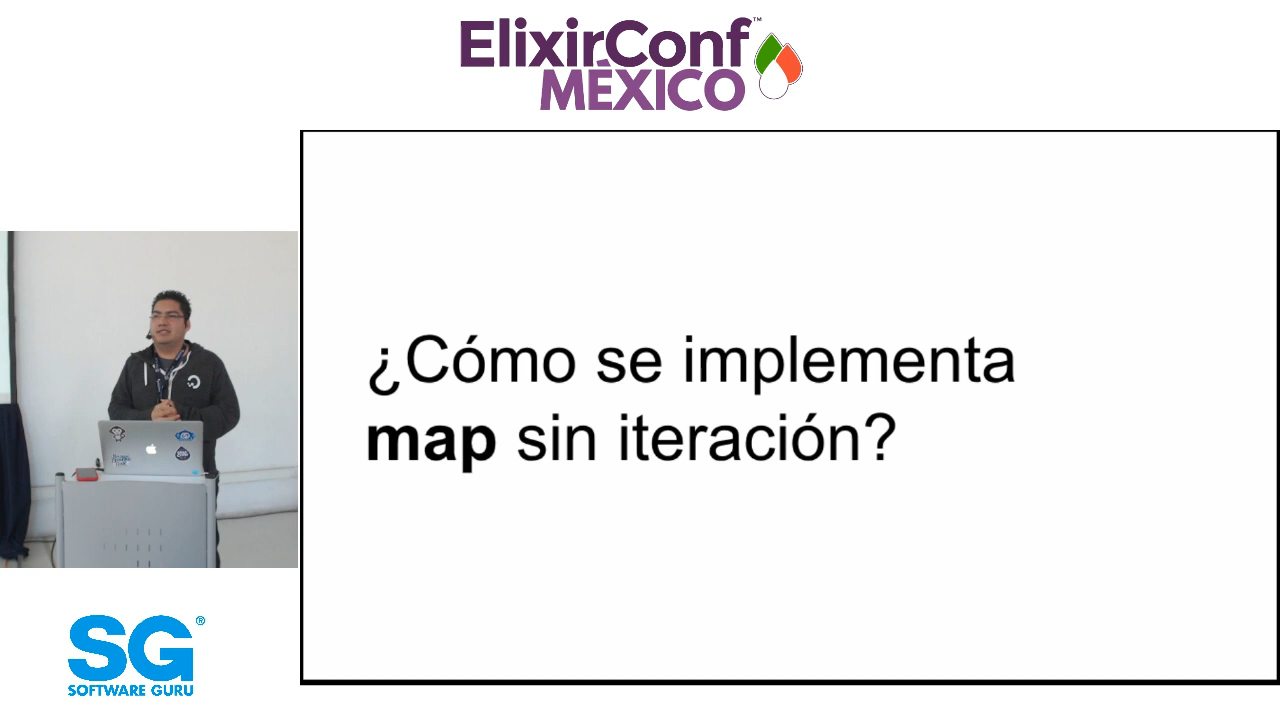 ElixirConf™
MÉXICO
¿Cómo se implementa
map sin iteración?
SG®
SOFTWARE GURU